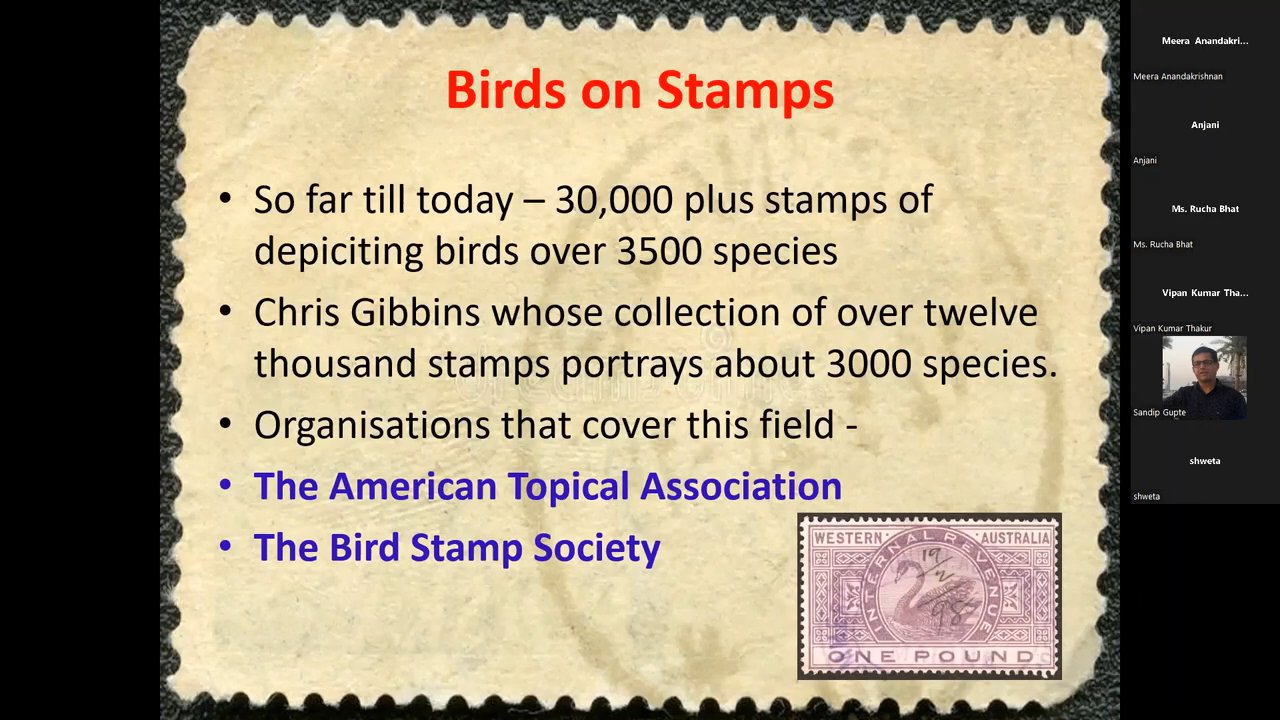 Birds on Stamps
• So far till today – 30,000 plus stamps of
depiciting birds over 3500 species
• Chris Gibbins whose collection of over twelve
thousand stamps portrays about 3000 species.
• Organisations that cover this field -
• The American Topical Association
• The Bird Stamp Society
WESTERN AUSTRALIA
INTERNAL REVENUE
19/2
ONE POUND
Meera Anandakri...
Meera Anandakrishnan
Anjani
Anjani
Ms. Rucha Bhat
Ms. Rucha Bhat
Vipan Kumar Tha...
Vipan Kumar Thakur
Sandip Gupte
shweta
shweta